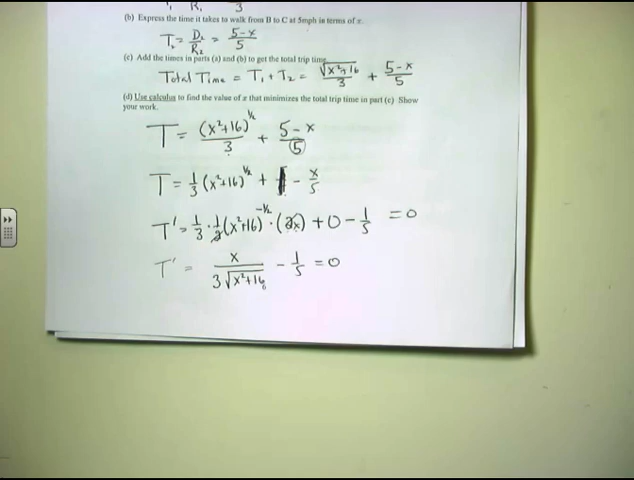 3
(b) Express the time it takes to walk from B to C at 5mph in terms of x.
T₂ = D₂/R₂ = (5-x)/5
(c) Add the times in parts (a) and (b) to get the total trip time.
Total Time = T₁ + T₂ = √(x²+16)/3 + (5-x)/5
(d) Use calculus to find the value of x that minimizes the total trip time in part (c) Show
your work.
T = (x²+16)^(1/2)/3 + (5-x)/5
T = 1/3 (x²+16)^(1/2) + 1 - x/5
T' = 1/3 · 1/2 (x²+16)^(-1/2) · (2x) + 0 - 1/5 = 0
T' = x/(3√(x²+16)) - 1/5 = 0